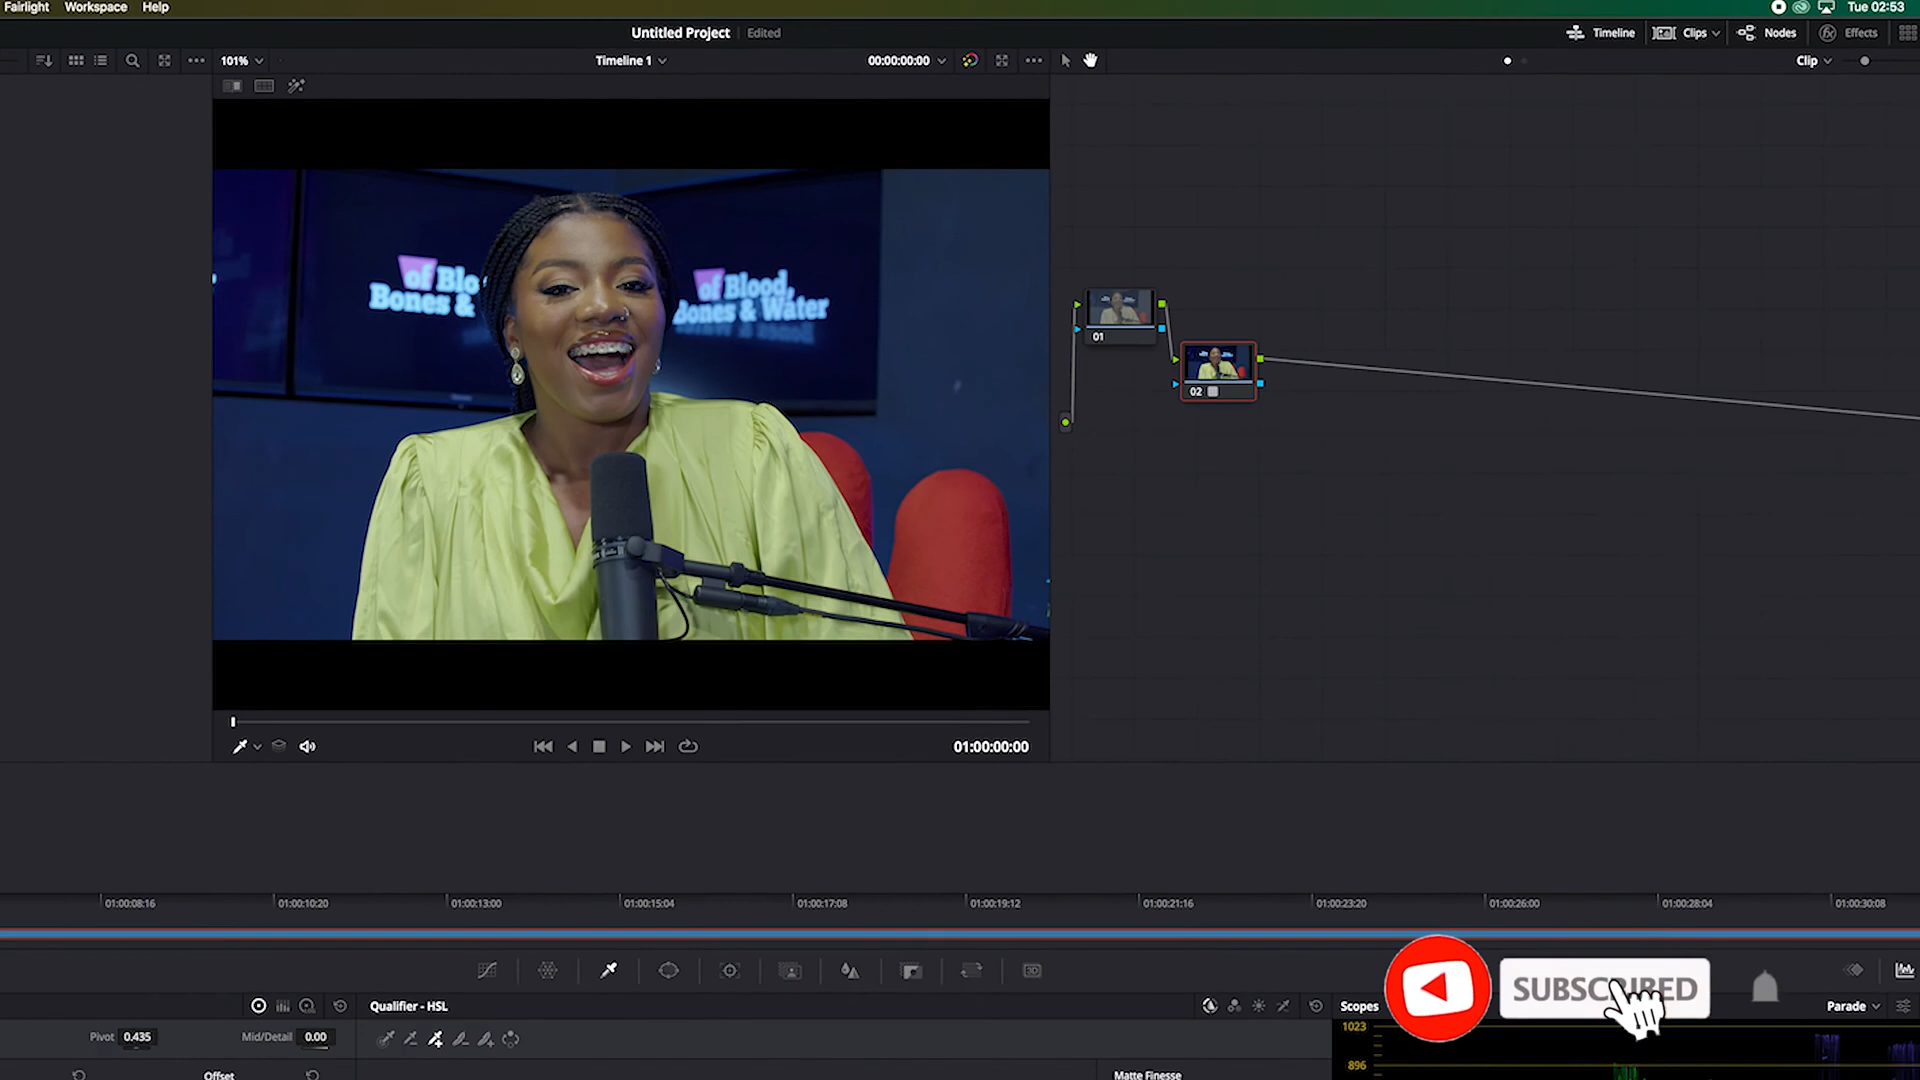 Fairlight Workspace Help
Tue 02:53
Untitled Project Edited
Timeline Clips Nodes Effects
101% Timeline 1 00:00:00:00 Clip
of Bloo
Bones &
of Blood,
Bones & Water
01
02
01:00:00:00
01:00:08:16 01:00:10:20 01:00:13:00 01:00:15:04 01:00:17:08 01:00:19:12 01:00:21:16 01:00:23:20 01:00:26:00 01:00:28:04 01:00:30:08
3D
SUBSCRIBED
Qualifier - HSL
Scopes
Parade
Pivot 0.435 Mid/Detail 0.00
1023
896
Offset
Matte Finesse